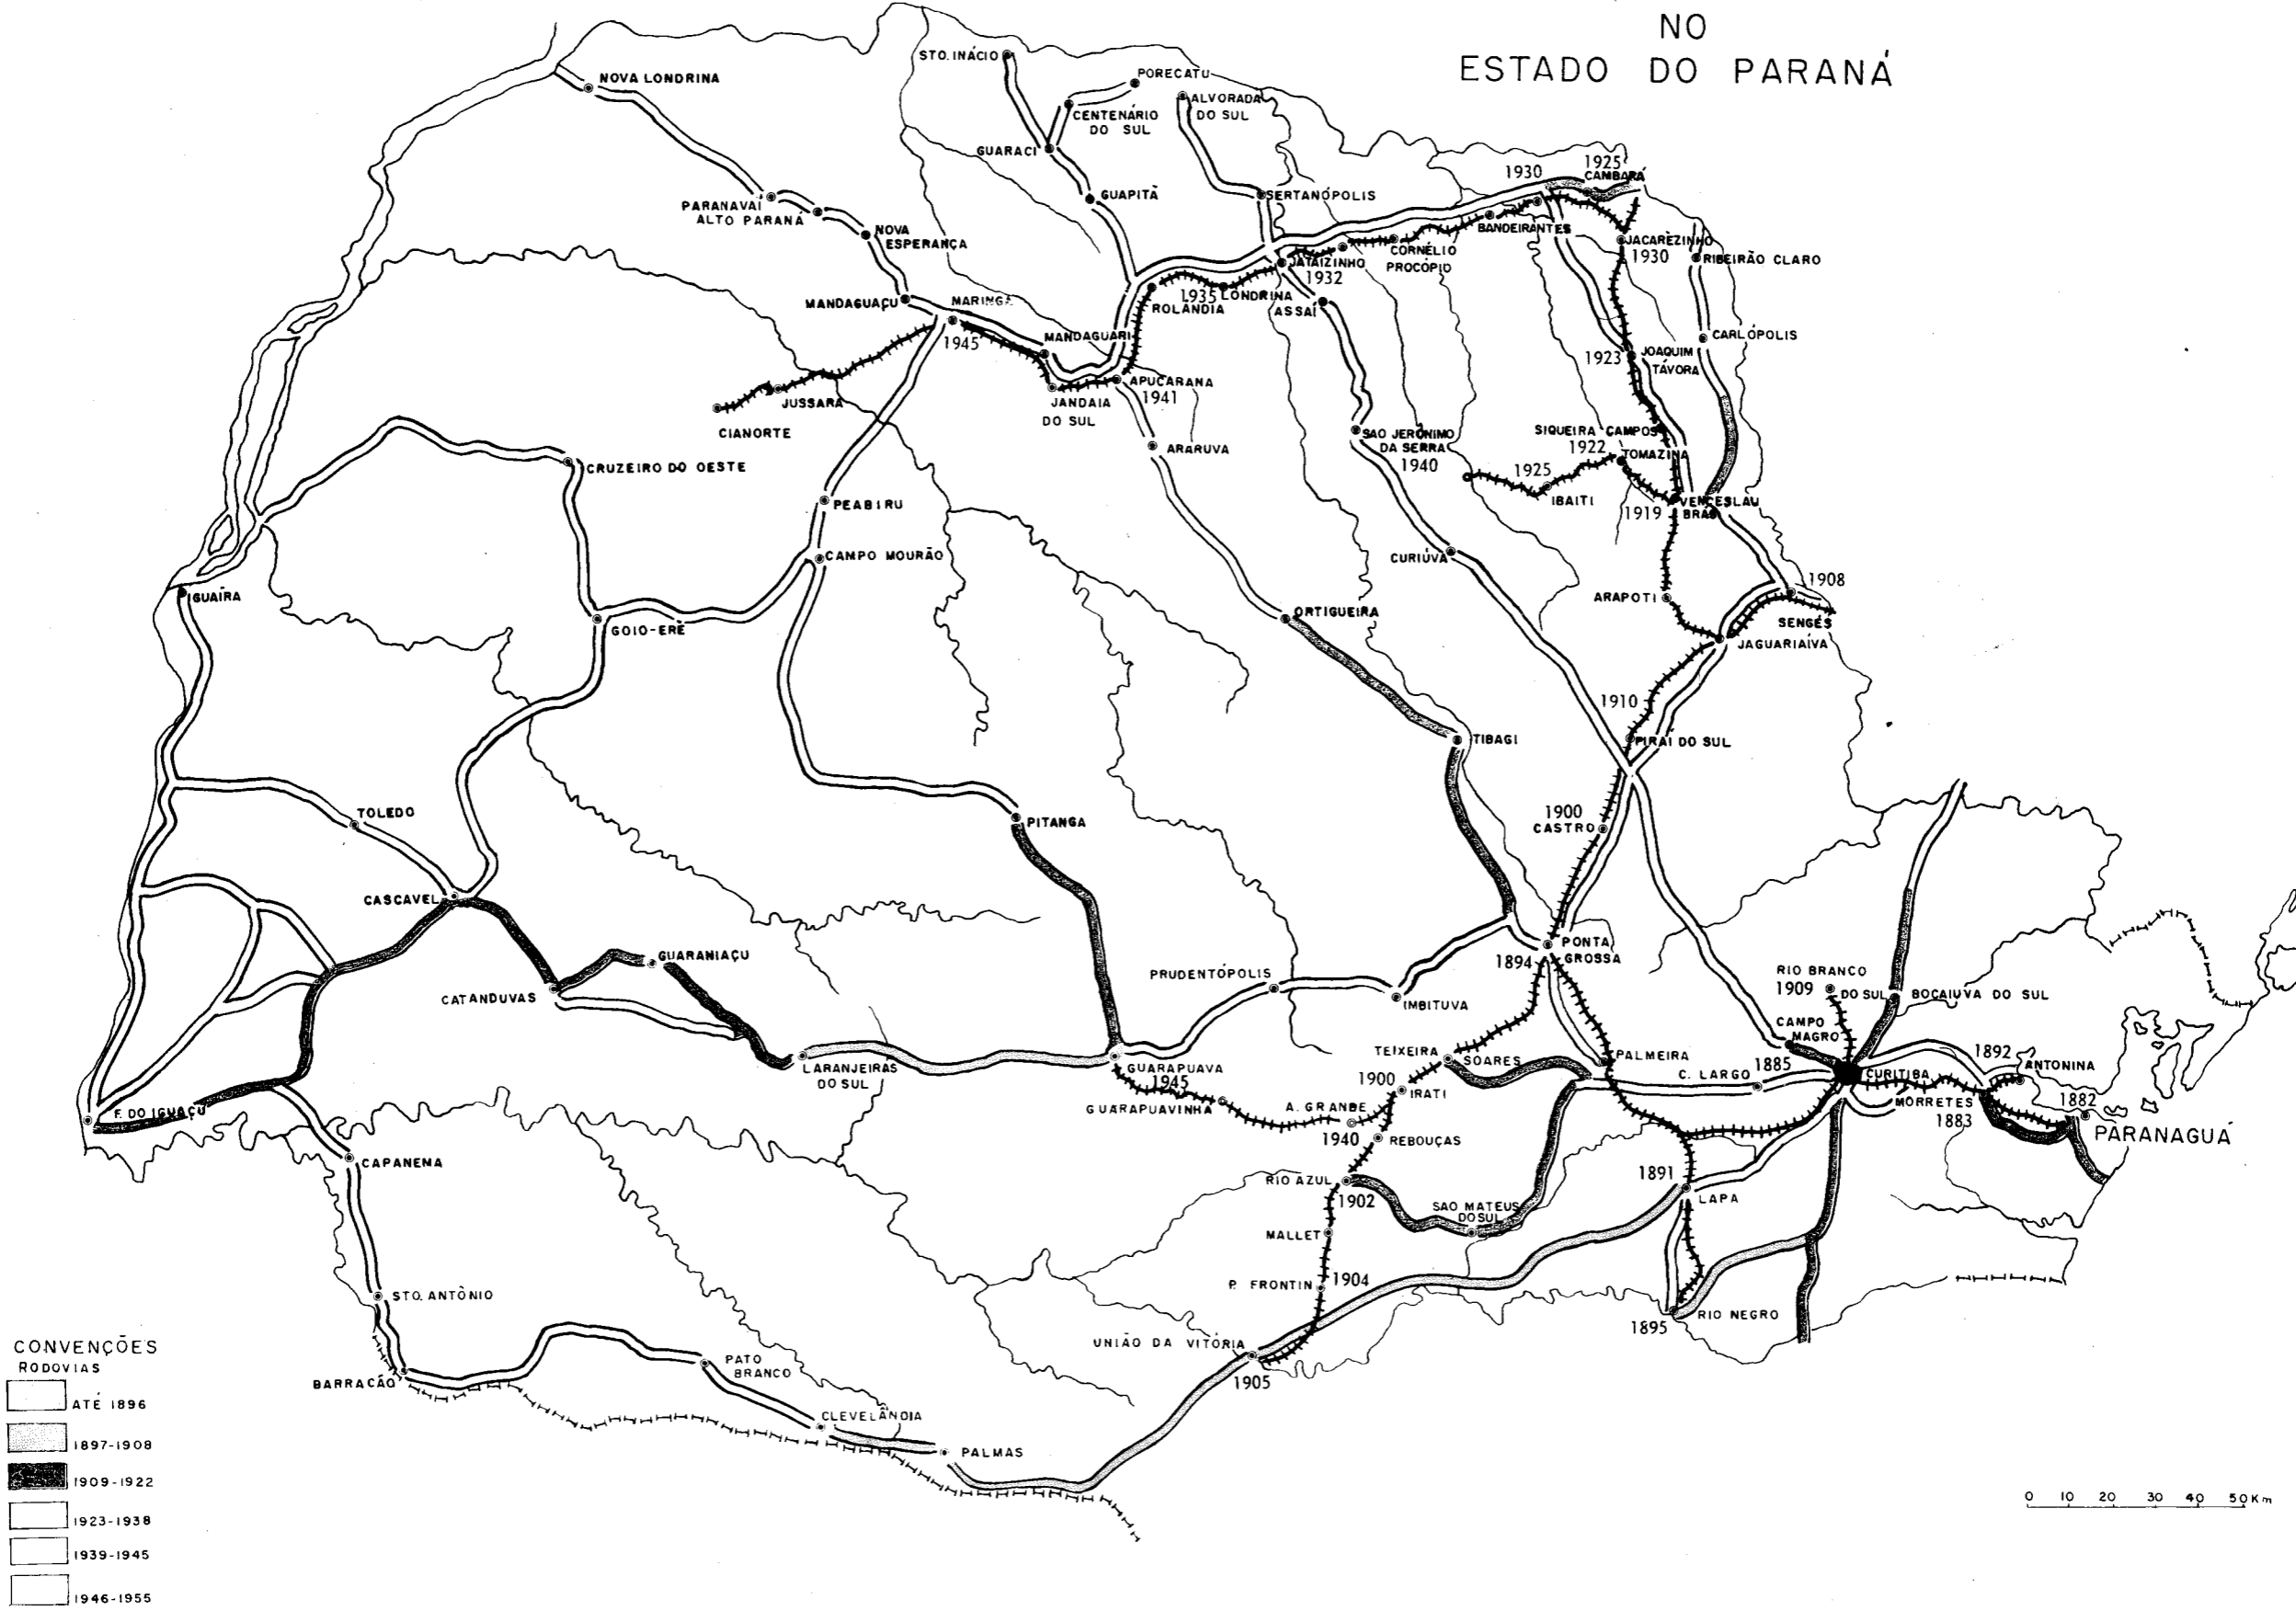 NO
ESTADO DO PARANÁ
STO. INÁCIO
NOVA LONDRINA
PORECATU
ALVORADA
DO SUL
CENTENÁRIO
DO SUL
GUARACI
1925
CAMBARÁ
1930
GUAPITÃ
SERTANÓPOLIS
PARANAVAÍ
ALTO PARANÁ
NOVA
ESPERANÇA
BANDEIRANTES
JACARÈZINHO
1930
RIBEIRÃO CLARO
CORNÉLIO
PROCÓPIO
JATAIZINHO
1932
MANDAGUAÇU
MARINGÁ
1935 LONDRINA
ROLÂNDIA
ASSAÍ
1945
MANDAGUARI
CARLÓPOLIS
1923
JOAQUIM
TÁVORA
APUCARANA
1941
JUSSARA
JANDAIA
DO SUL
CIANORTE
SIQUEIRA CAMPOS
1922
TOMAZINA
SAO JERÔNIMO
DA SERRA
1940
ARARUVA
CRUZEIRO DO OESTE
1925
IBAITI
PEABIRU
1919
VENCESLAU
BRÁS
CAMPO MOURÃO
CURIÚVA
1908
IGUAÍRA
ARAPOTI
SENGÉS
ORTIGUEIRA
GOIO-ERÊ
JAGUARIAÍVA
1910
TIBAGI
PIRAÍ DO SUL
TOLEDO
PITANGA
1900
CASTRO
CASCAVEL
PONTA
GROSSA
1894
GUARANIAÇU
CATANDUVAS
PRUDENTÓPOLIS
IMBITUVA
RIO BRANCO
1909
DO SUL
BOCAIUVA DO SUL
CAMPO
MAGRO
TEIXEIRA
SOARES
PALMEIRA
1885
C. LARGO
CURITIBA
1892
ANTONINA
LARANJEIRAS
DO SUL
GUARAPUAVA
1945
1900
IRATI
GUARAPUAVINHA
A. GRANDE
1940
MORRETES
1883
1882
PARANAGUÁ
F. DO IGUAÇU
REBOUÇAS
CAPANEMA
RIO AZUL
1902
1891
LAPA
SAO MATEUS
DO SUL
MALLET
P. FRONTIN
1904
STO. ANTÔNIO
1895
RIO NEGRO
UNIÃO DA VITÓRIA
1905
PATO
BRANCO
BARRACÃO
CLEVELÂNDIA
PALMAS
CONVENÇÕES
RODOVIAS
ATÉ 1896
1897-1908
1909-1922
1923-1938
1939-1945
1946-1955
0 10 20 30 40 50Km